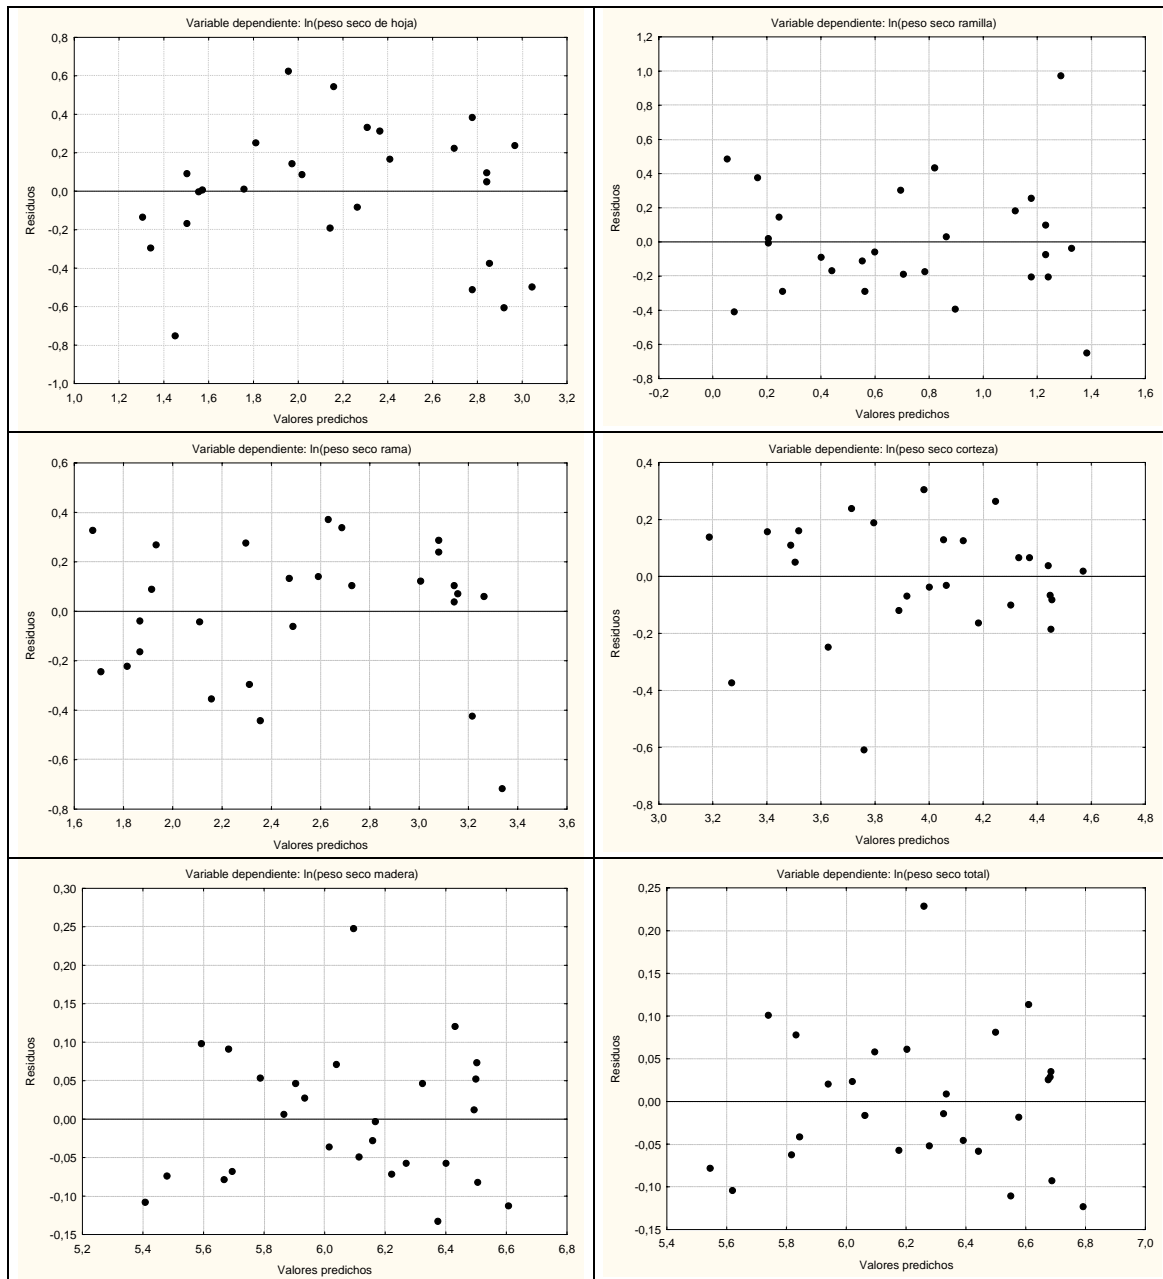 Variable dependiente: ln(peso seco de hoja)
0,8
0,6
0,4
0,2
0,0
-0,2
-0,4
-0,6
-0,8
-1,0
Residuos
1,0 1,2 1,4 1,6 1,8 2,0 2,2 2,4 2,6 2,8 3,0 3,2
Valores predichos
Variable dependiente: ln(peso seco ramilla)
1,2
1,0
0,8
0,6
0,4
0,2
0,0
-0,2
-0,4
-0,6
-0,8
Residuos
-0,2 0,0 0,2 0,4 0,6 0,8 1,0 1,2 1,4 1,6
Valores predichos
Variable dependiente: ln(peso seco rama)
0,6
0,4
0,2
0,0
-0,2
-0,4
-0,6
-0,8
Residuos
1,6 1,8 2,0 2,2 2,4 2,6 2,8 3,0 3,2 3,4 3,6
Valores predichos
Variable dependiente: ln(peso seco corteza)
0,4
0,2
0,0
-0,2
-0,4
-0,6
-0,8
Residuos
3,0 3,2 3,4 3,6 3,8 4,0 4,2 4,4 4,6 4,8
Valores predichos
Variable dependiente: ln(peso seco madera)
0,30
0,25
0,20
0,15
0,10
0,05
0,00
-0,05
-0,10
-0,15
Residuos
5,2 5,4 5,6 5,8 6,0 6,2 6,4 6,6 6,8
Valores predichos
Variable dependiente: ln(peso seco total)
0,25
0,20
0,15
0,10
0,05
0,00
-0,05
-0,10
-0,15
Residuos
5,4 5,6 5,8 6,0 6,2 6,4 6,6 6,8 7,0
Valores predichos